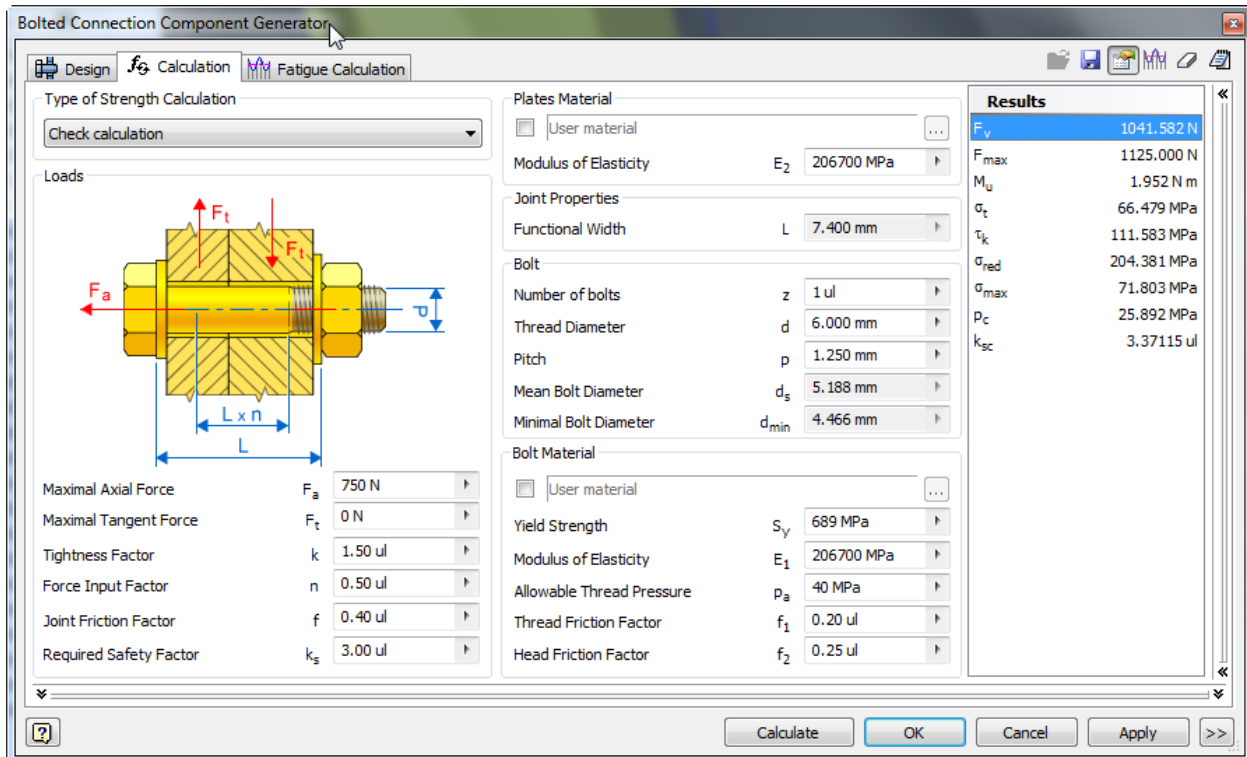 Bolted Connection Component Generator
Design
Calculation
Fatigue Calculation
Type of Strength Calculation
Check calculation
Loads
Ft
Ft
Fa
d
L x n
L
Maximal Axial Force Fa 750 N
Maximal Tangent Force Ft 0 N
Tightness Factor k 1.50 ul
Force Input Factor n 0.50 ul
Joint Friction Factor f 0.40 ul
Required Safety Factor ks 3.00 ul
Plates Material
User material ...
Modulus of Elasticity E2 206700 MPa
Joint Properties
Functional Width L 7.400 mm
Bolt
Number of bolts z 1 ul
Thread Diameter d 6.000 mm
Pitch p 1.250 mm
Mean Bolt Diameter ds 5.188 mm
Minimal Bolt Diameter dmin 4.466 mm
Bolt Material
User material ...
Yield Strength Sy 689 MPa
Modulus of Elasticity E1 206700 MPa
Allowable Thread Pressure pa 40 MPa
Thread Friction Factor f1 0.20 ul
Head Friction Factor f2 0.25 ul
Results
Fv 1041.582 N
Fmax 1125.000 N
Mu 1.952 N m
σt 66.479 MPa
τk 111.583 MPa
σred 204.381 MPa
σmax 71.803 MPa
pc 25.892 MPa
ksc 3.37115 ul
Calculate
OK
Cancel
Apply
>>